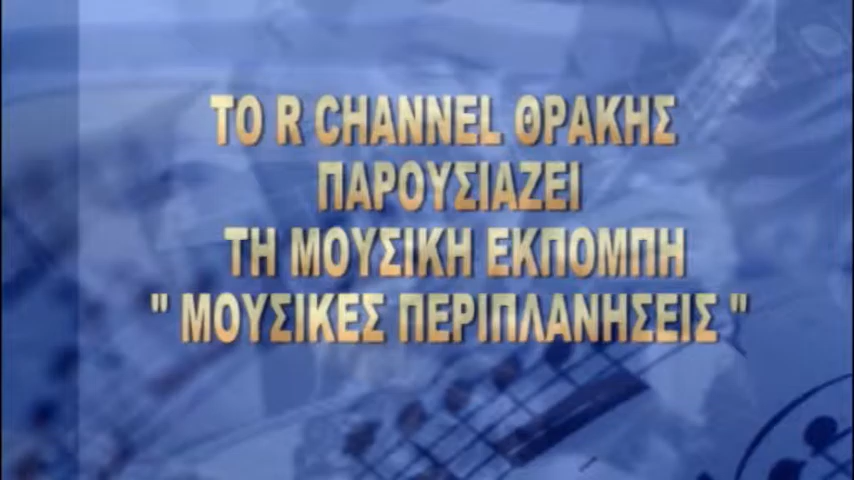 ΤΟ R CHANNEL ΘΡΑΚΗΣ
ΠΑΡΟΥΣΙΑΖΕΙ
ΤΗ ΜΟΥΣΙΚΗ ΕΚΠΟΜΠΗ
" ΜΟΥΣΙΚΕΣ ΠΕΡΙΠΛΑΝΗΣΕΙΣ "